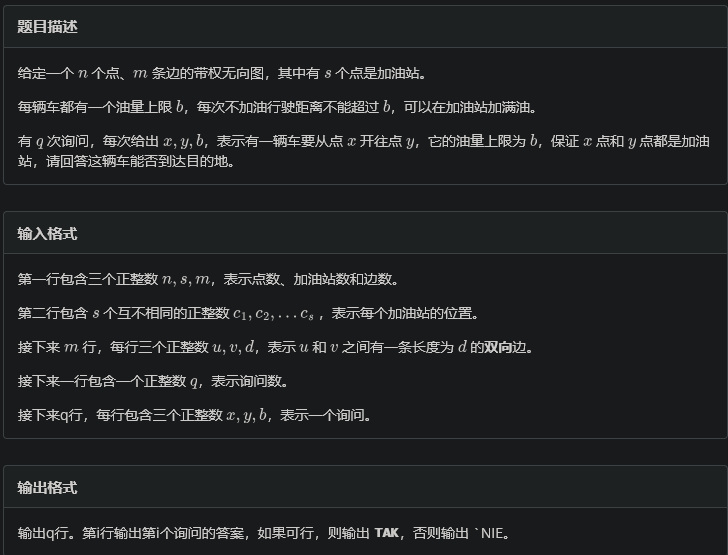 题目描述
给定一个 n 个点、m 条边的带权无向图，其中有 s 个点是加油站。
每辆车都有一个油量上限 b，每次不加油行驶距离不能超过 b，可以在加油站加满油。
有 q 次询问，每次给出 x, y, b，表示有一辆车要从点 x 开往点 y，它的油量上限为 b，保证 x 点和 y 点都是加油
站，请回答这辆车能否到达目的地。
输入格式
第一行包含三个正整数 n, s, m，表示点数、加油站数和边数。
第二行包含 s 个互不相同的正整数 c₁, c₂, … cₛ ，表示每个加油站的位置。
接下来 m 行，每行三个正整数 u, v, d，表示 u 和 v 之间有一条长度为 d 的双向边。
接下来一行包含一个正整数 q，表示询问数。
接下来q行，每行包含三个正整数 x, y, b，表示一个询问。
输出格式
输出q行。第i行输出第i个询问的答案，如果可行，则输出 TAK，否则输出 `NIE。